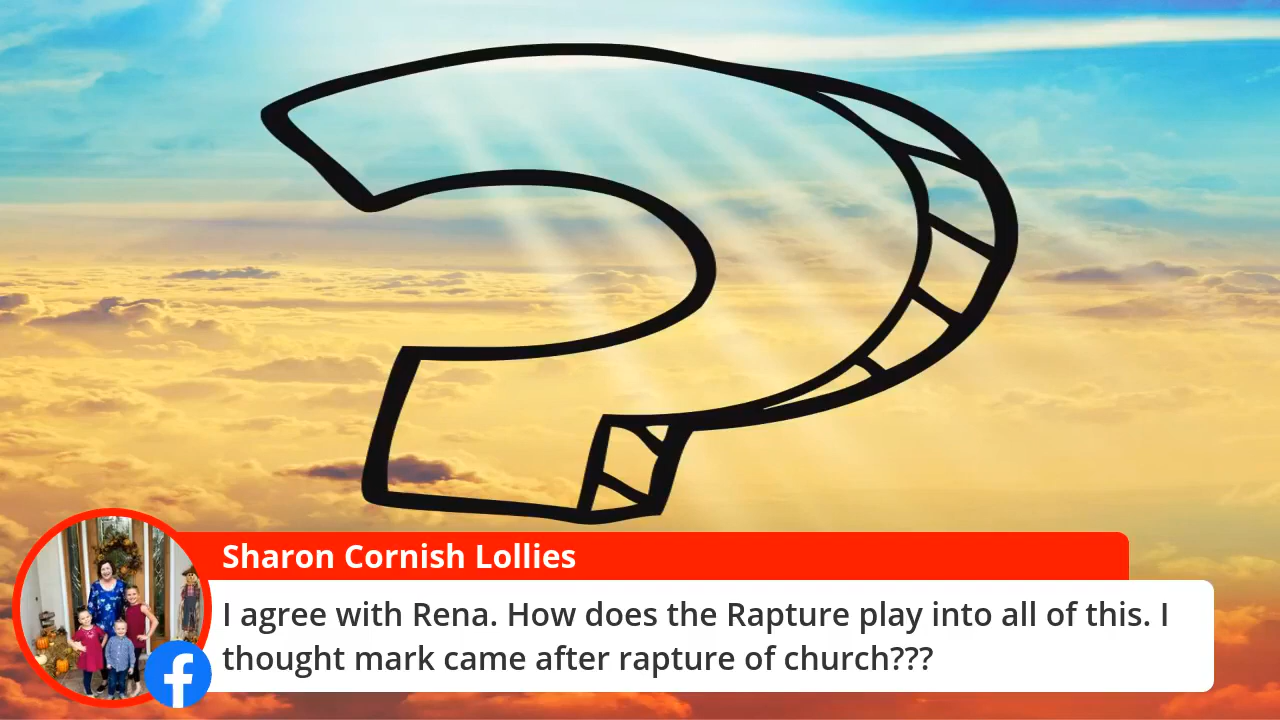 Sharon Cornish Lollies
I agree with Rena. How does the Rapture play into all of this. I
thought mark came after rapture of church???